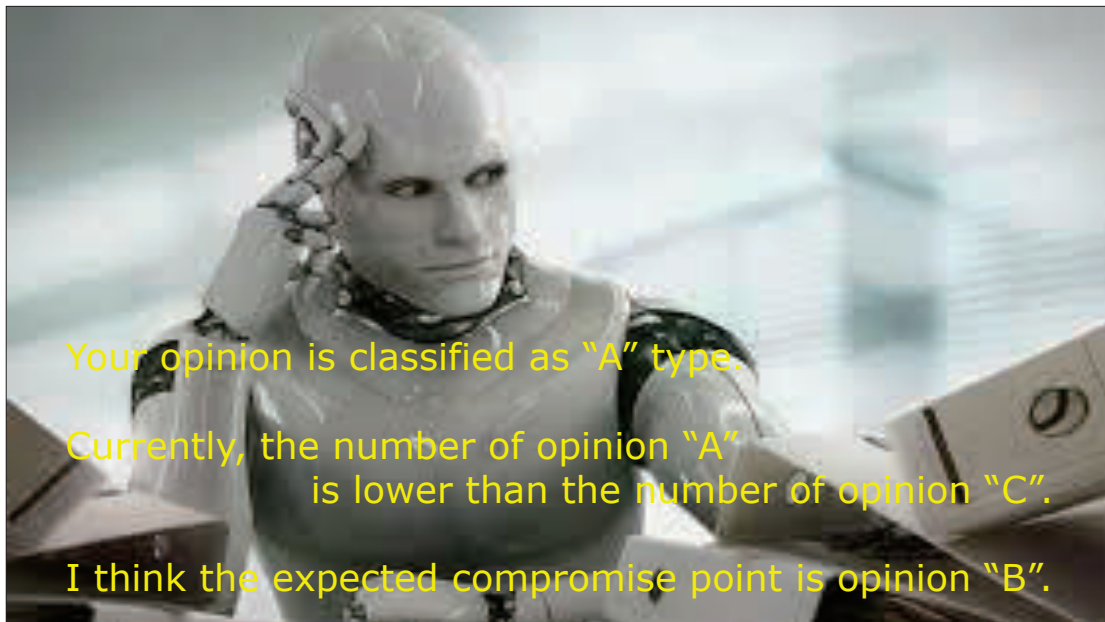 Your opinion is classified as “A” type.
Currently, the number of opinion “A”
is lower than the number of opinion “C”.
I think the expected compromise point is opinion “B”.